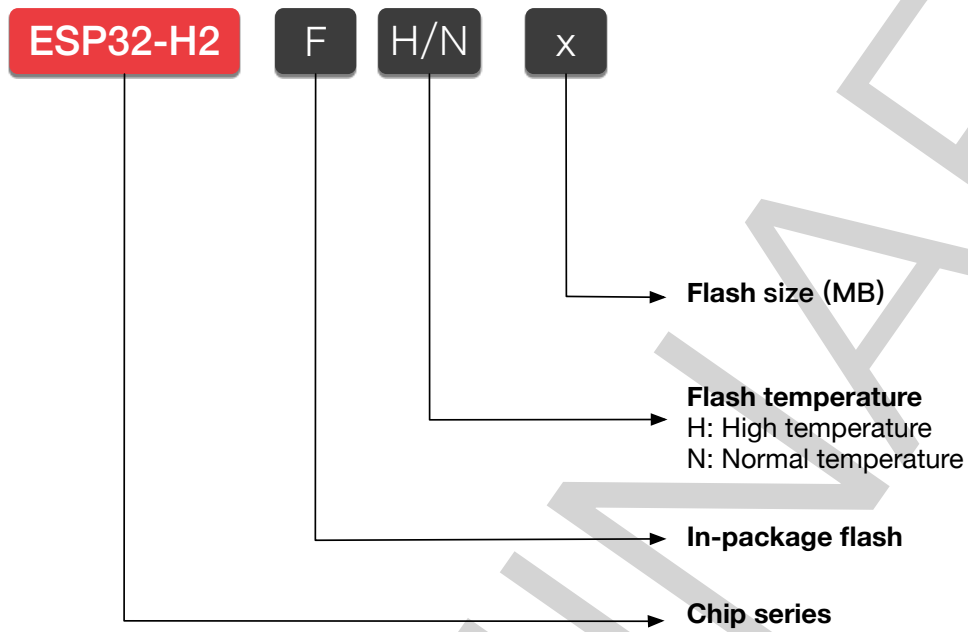 ESP32-H2 F H/N x
Flash size (MB)
Flash temperature
H: High temperature
N: Normal temperature
In-package flash
Chip series